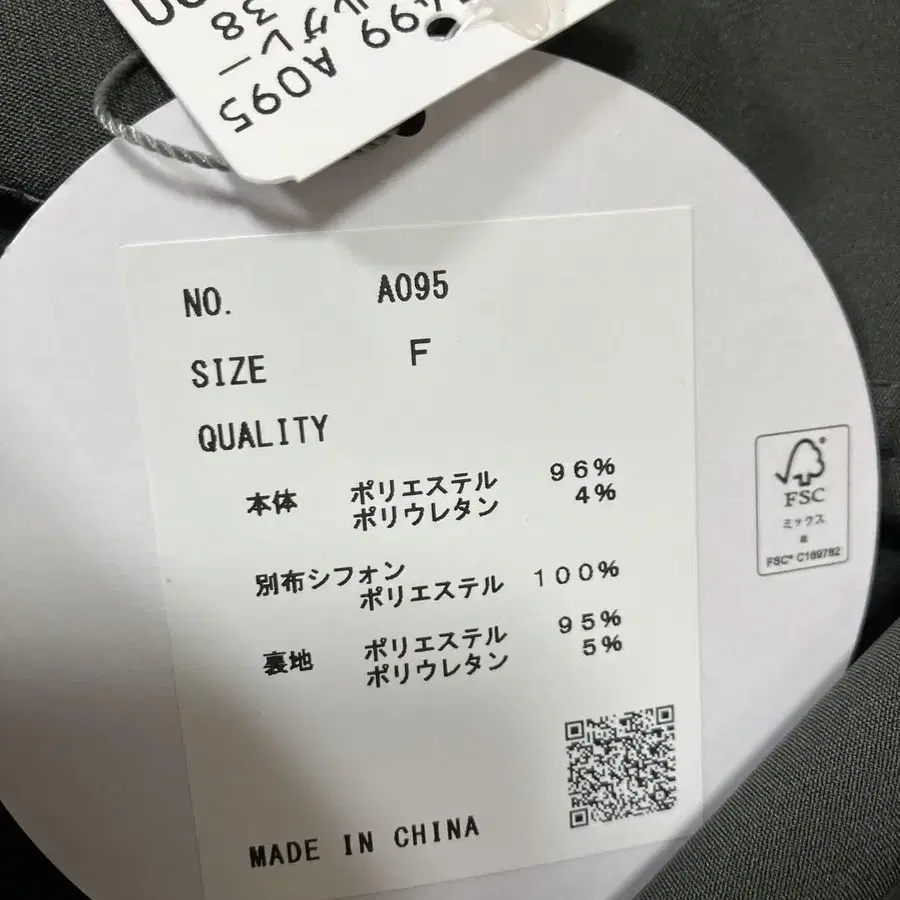 A095
38
NO. A095
SIZE F
QUALITY
本体 ポリエステル 96%
ポリウレタン 4%
別布シフォン
ポリエステル 100%
裏地 ポリエステル 95%
ポリウレタン 5%
MADE IN CHINA
FSC
ミックス
FSC® C169782